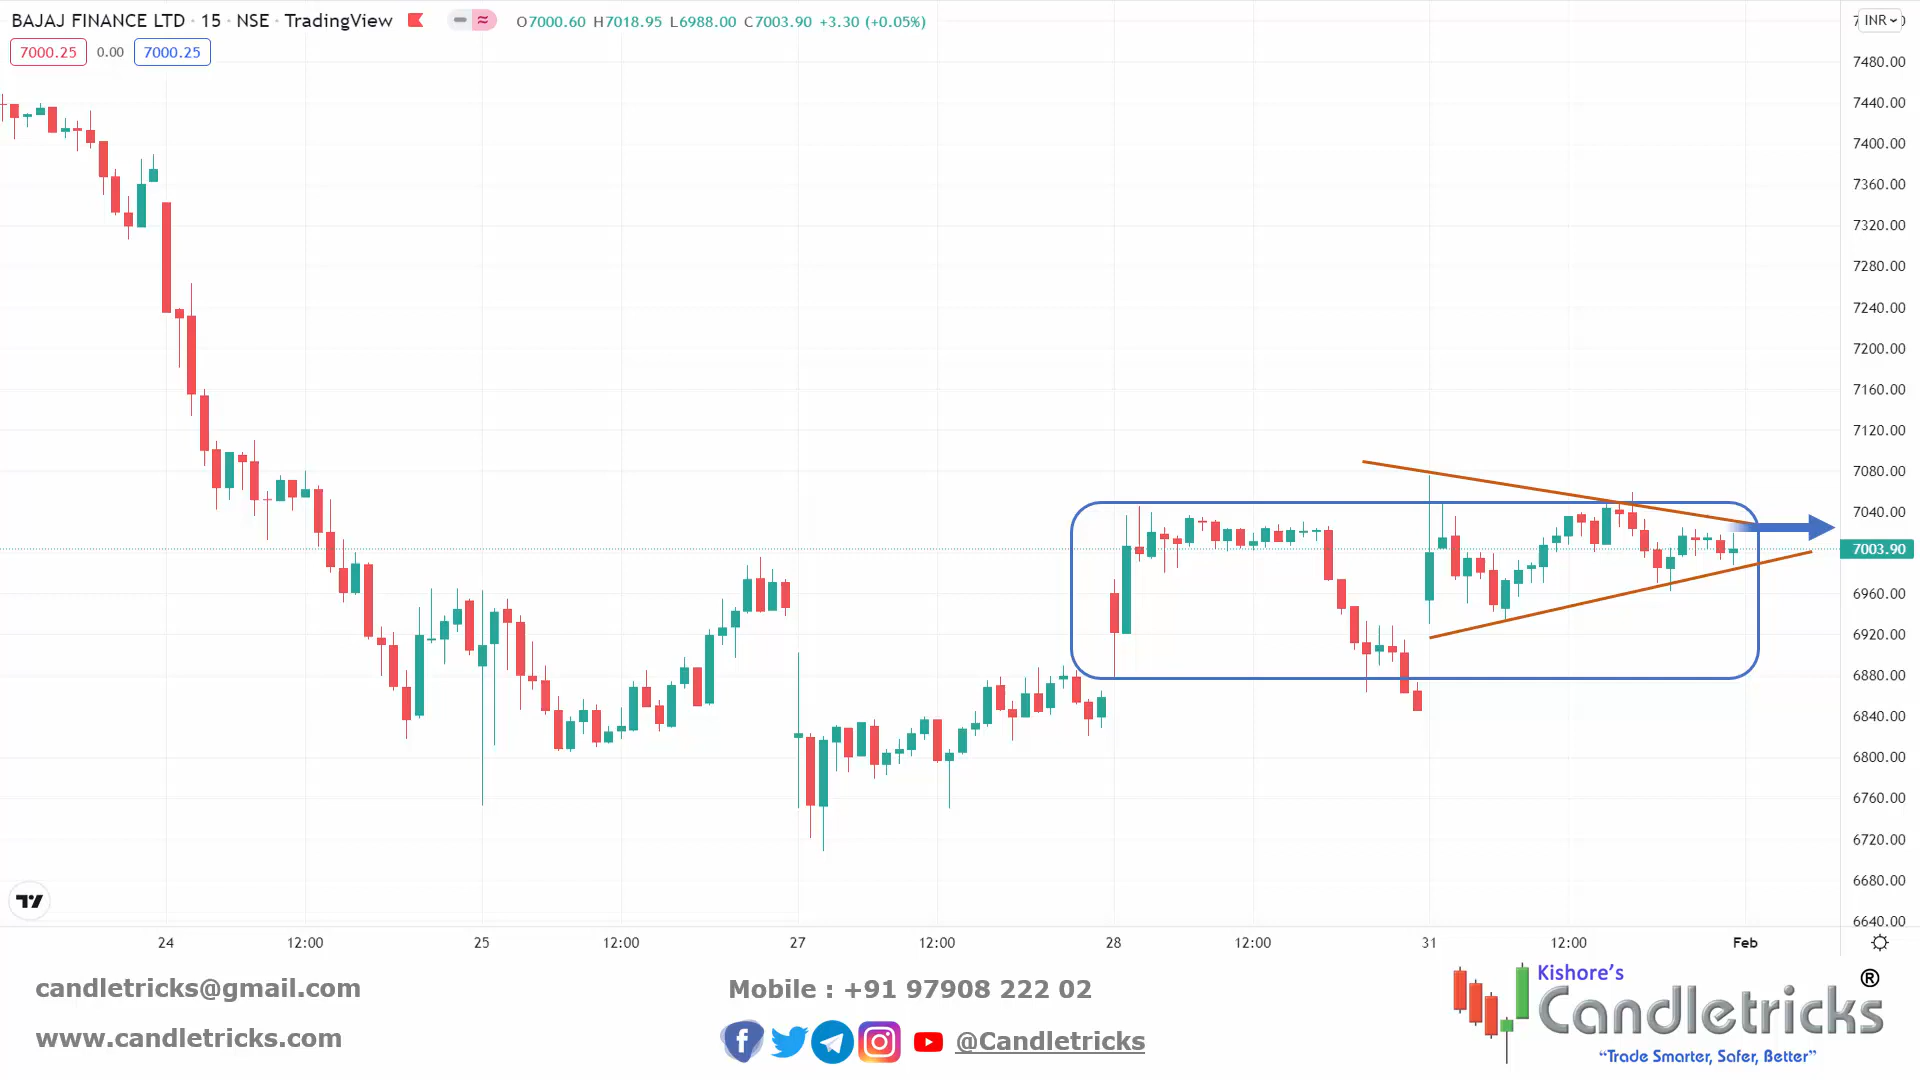 BAJAJ FINANCE LTD · 15 · NSE · TradingView O7000.60 H7018.95 L6988.00 C7003.90 +3.30 (+0.05%)
INR
7000.25 0.00 7000.25
7480.00
7440.00
7400.00
7360.00
7320.00
7280.00
7240.00
7200.00
7160.00
7120.00
7080.00
7040.00
7003.90
6960.00
6920.00
6880.00
6840.00
6800.00
6760.00
6720.00
6680.00
6640.00
24 12:00 25 12:00 27 12:00 28 12:00 31 12:00 Feb
candletricks@gmail.com
www.candletricks.com
Mobile : +91 97908 222 02
@Candletricks
Kishore's
Candletricks®
“Trade Smarter, Safer, Better”